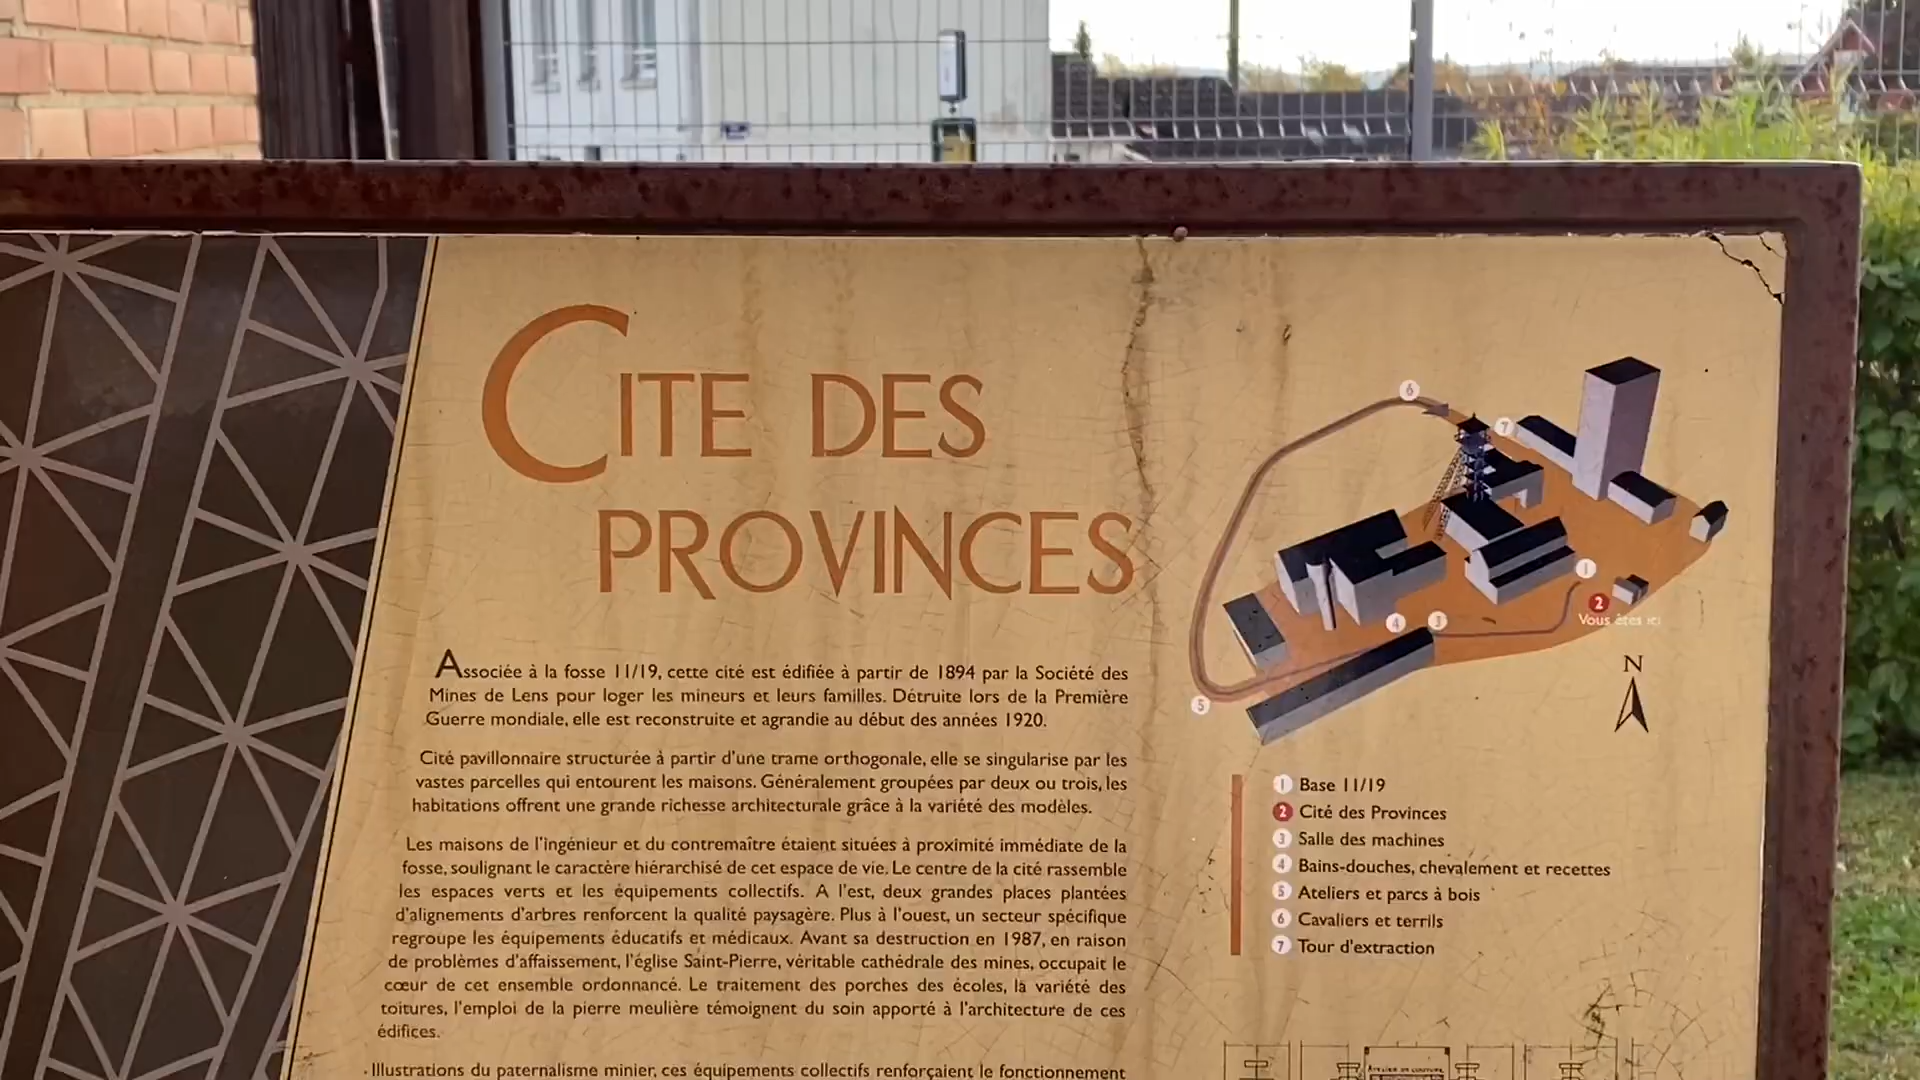 CITE DES
PROVINCES
Associée à la fosse 11/19, cette cité est édifiée à partir de 1894 par la Société des
Mines de Lens pour loger les mineurs et leurs familles. Détruite lors de la Première
Guerre mondiale, elle est reconstruite et agrandie au début des années 1920.
Cité pavillonnaire structurée à partir d'une trame orthogonale, elle se singularise par les
vastes parcelles qui entourent les maisons. Généralement groupées par deux ou trois, les
habitations offrent une grande richesse architecturale grâce à la variété des modèles.
Les maisons de l'ingénieur et du contremaître étaient situées à proximité immédiate de la
fosse, soulignant le caractère hiérarchisé de cet espace de vie. Le centre de la cité rassemble
les espaces verts et les équipements collectifs. A l'est, deux grandes places plantées
d'alignements d'arbres renforcent la qualité paysagère. Plus à l'ouest, un secteur spécifique
regroupe les équipements éducatifs et médicaux. Avant sa destruction en 1987, en raison
de problèmes d'affaissement, l'église Saint-Pierre, véritable cathédrale des mines, occupait le
cœur de cet ensemble ordonnancé. Le traitement des porches des écoles, la variété des
toitures, l'emploi de la pierre meulière témoignent du soin apporté à l'architecture de ces
édifices.
Illustrations du paternalisme minier, ces équipements collectifs renforçaient le fonctionnement
6
7
1
2
Vous êtes ici
4
3
5
N
1 Base 11/19
2 Cité des Provinces
3 Salle des machines
4 Bains-douches, chevalement et recettes
5 Ateliers et parcs à bois
6 Cavaliers et terrils
7 Tour d'extraction